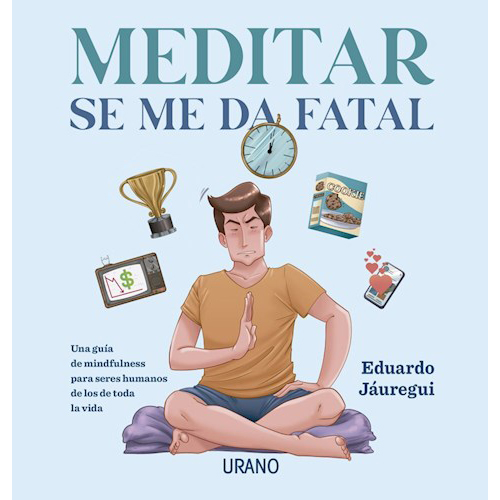 MEDITAR
SE ME DA FATAL
COOKIE
$
Una guía
de mindfulness
para seres humanos
de los de toda
la vida
Eduardo
Jáuregui
URANO